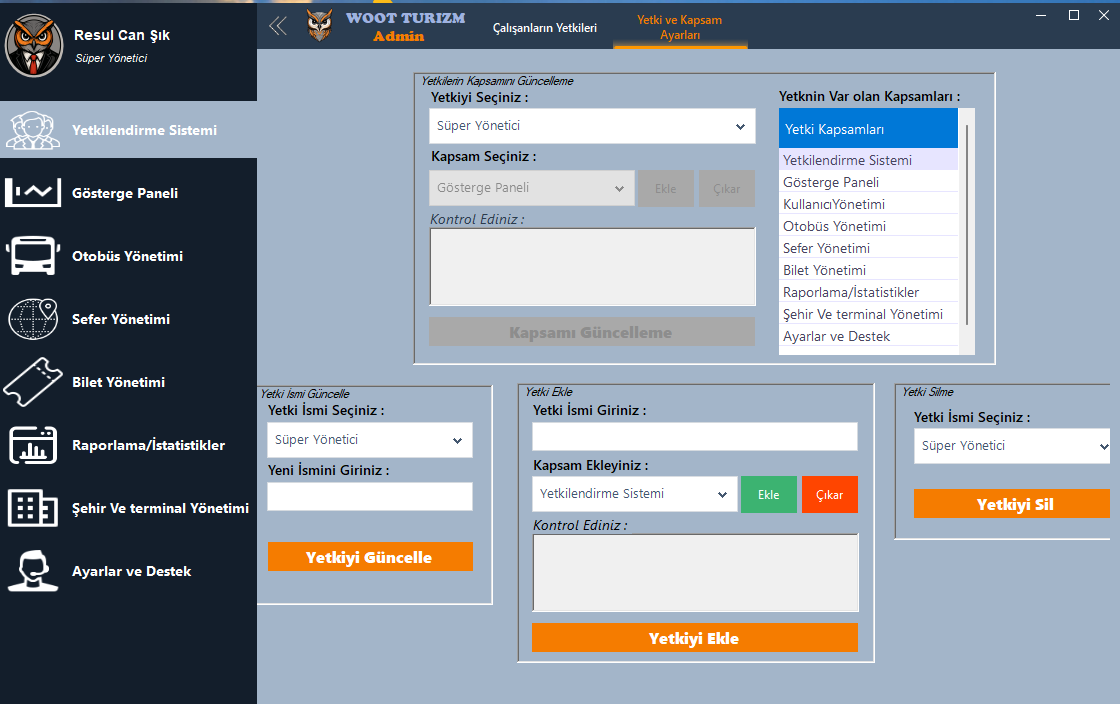 Resul Can Şık
Süper Yönetici
Yetkilendirme Sistemi
Gösterge Paneli
Otobüs Yönetimi
Sefer Yönetimi
Bilet Yönetimi
Raporlama/İstatistikler
Şehir Ve terminal Yönetimi
Ayarlar ve Destek
WOOT TURIZM
Admin
Çalışanların Yetkileri
Yetki ve Kapsam
Ayarları
Yetkilerin Kapsamını Güncelleme
Yetkiyi Seçiniz :
Süper Yönetici
Kapsam Seçiniz :
Gösterge Paneli
Ekle
Çıkar
Kontrol Ediniz :
Kapsamı Güncelleme
Yetknin Var olan Kapsamları :
Yetki Kapsamları
Yetkilendirme Sistemi
Gösterge Paneli
KullanıcıYönetimi
Otobüs Yönetimi
Sefer Yönetimi
Bilet Yönetimi
Raporlama/İstatistikler
Şehir Ve terminal Yönetimi
Ayarlar ve Destek
Yetki İsmi Güncelle
Yetki İsmi Seçiniz :
Süper Yönetici
Yeni İsmini Giriniz :
Yetkiyi Güncelle
Yetki Ekle
Yetki İsmi Giriniz :
Kapsam Ekleyiniz :
Yetkilendirme Sistemi
Ekle
Çıkar
Kontrol Ediniz :
Yetkiyi Ekle
Yetki Silme
Yetki İsmi Seçiniz :
Süper Yönetici
Yetkiyi Sil